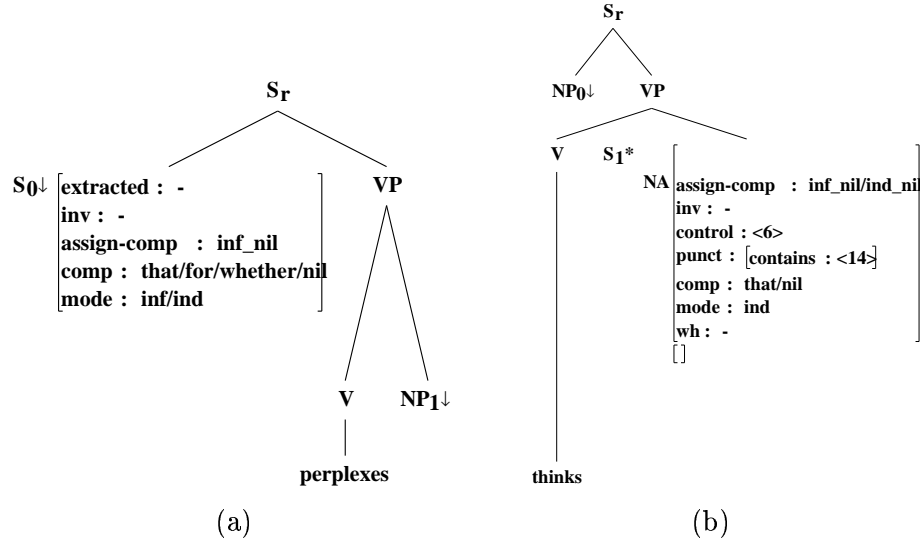 S_r
S_0↓
extracted : -
inv : -
assign-comp : inf_nil
comp : that/for/whether/nil
mode : inf/ind
VP
V
NP_1↓
perplexes
(a)
S_r
NP_0↓
VP
V
S_1*
NA
assign-comp : inf_nil/ind_nil
inv : -
control : <6>
punct : [contains : <14>]
comp : that/nil
mode : ind
wh : -
[]
thinks
(b)